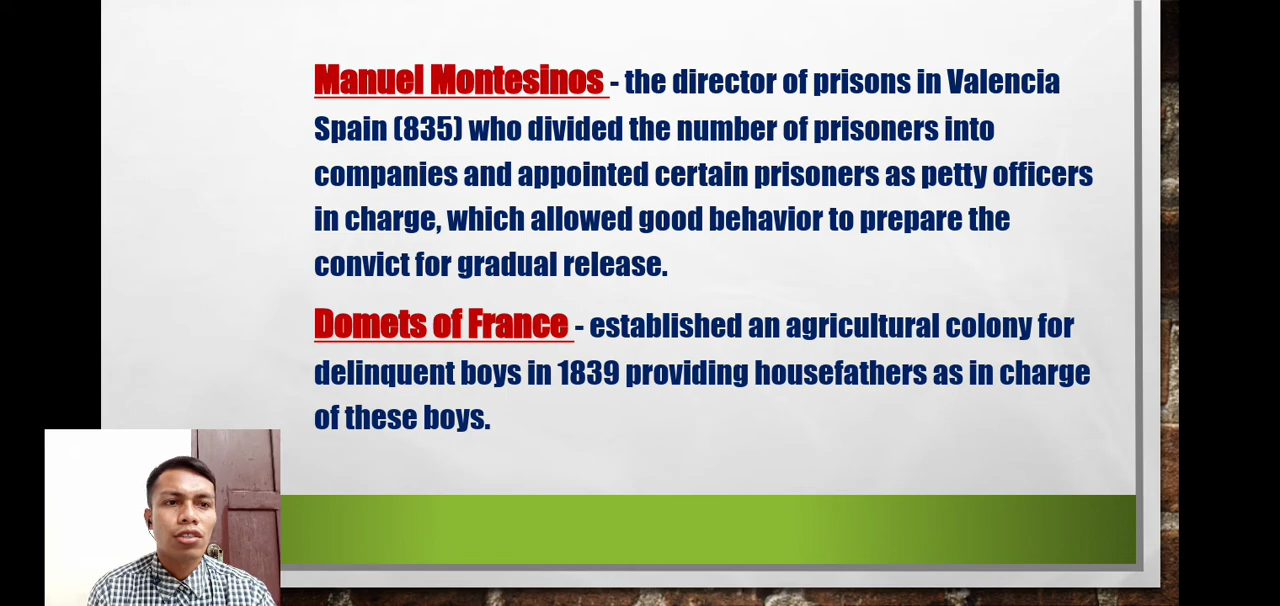 Manuel Montesinos - the director of prisons in Valencia
Spain (835) who divided the number of prisoners into
companies and appointed certain prisoners as petty officers
in charge, which allowed good behavior to prepare the
convict for gradual release.
Domets of France - established an agricultural colony for
delinquent boys in 1839 providing housefathers as in charge
of these boys.